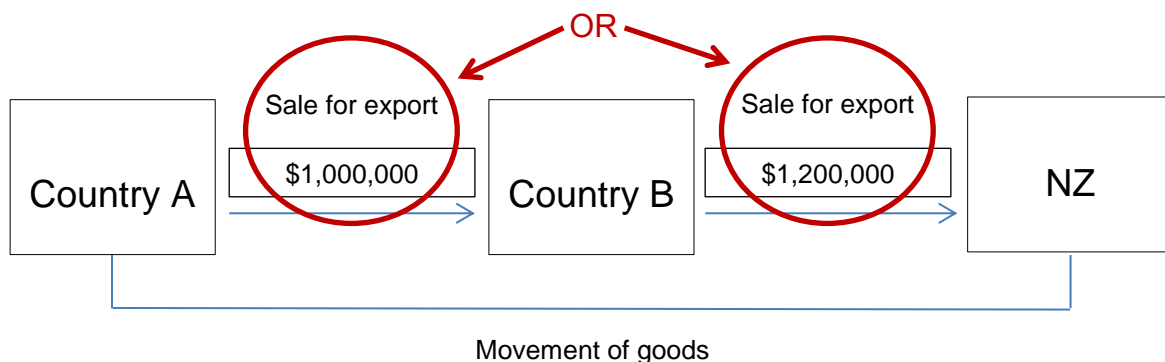 OR
Sale for export
Sale for export
$1,000,000
$1,200,000
Country A
Country B
NZ
Movement of goods